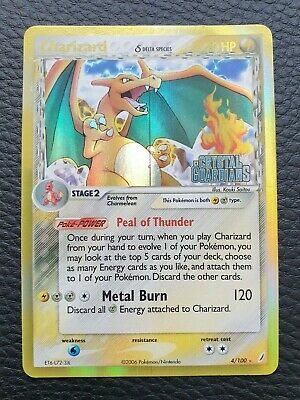 Charizard δ DELTA SPECIES HP
EX
CRYSTAL
GUARDIANS
Illus. Kouki Saitou
STAGE 2
Evolves from
Charmeleon
This Pokémon is both type.
Poké-POWER Peal of Thunder
Once during your turn, when you play Charizard
from your hand to evolve 1 of your Pokémon, you
may look at the top 5 cards of your deck, choose
as many Energy cards as you like, and attach them
to 1 of your Pokémon. Discard the other cards.
Metal Burn 120
Discard all Energy attached to Charizard.
weakness resistance retreat cost
©2006 Pokémon/Nintendo 4/100 ★